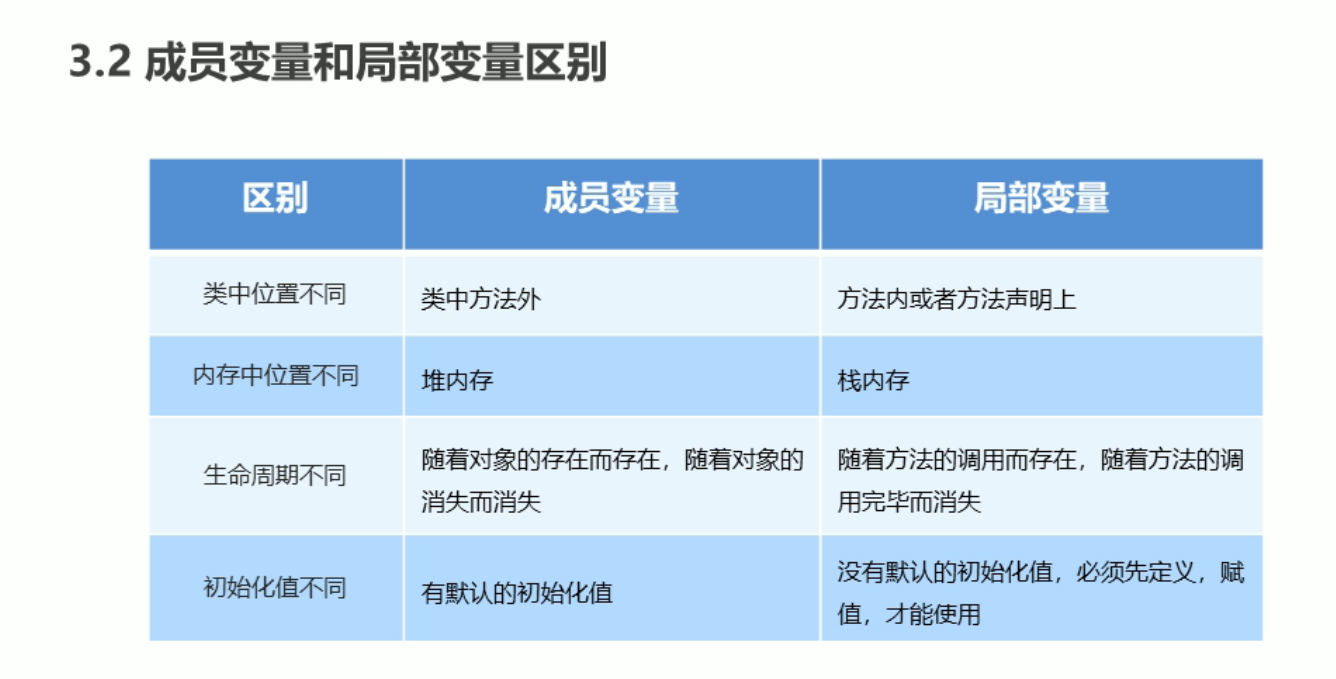 3.2 成员变量和局部变量区别
区别
成员变量
局部变量
类中位置不同
类中方法外
方法内或者方法声明上
内存中位置不同
堆内存
栈内存
生命周期不同
随着对象的存在而存在，随着对象的
消失而消失
随着方法的调用而存在，随着方法的调
用完毕而消失
初始化值不同
有默认的初始化值
没有默认的初始化值，必须先定义，赋
值，才能使用